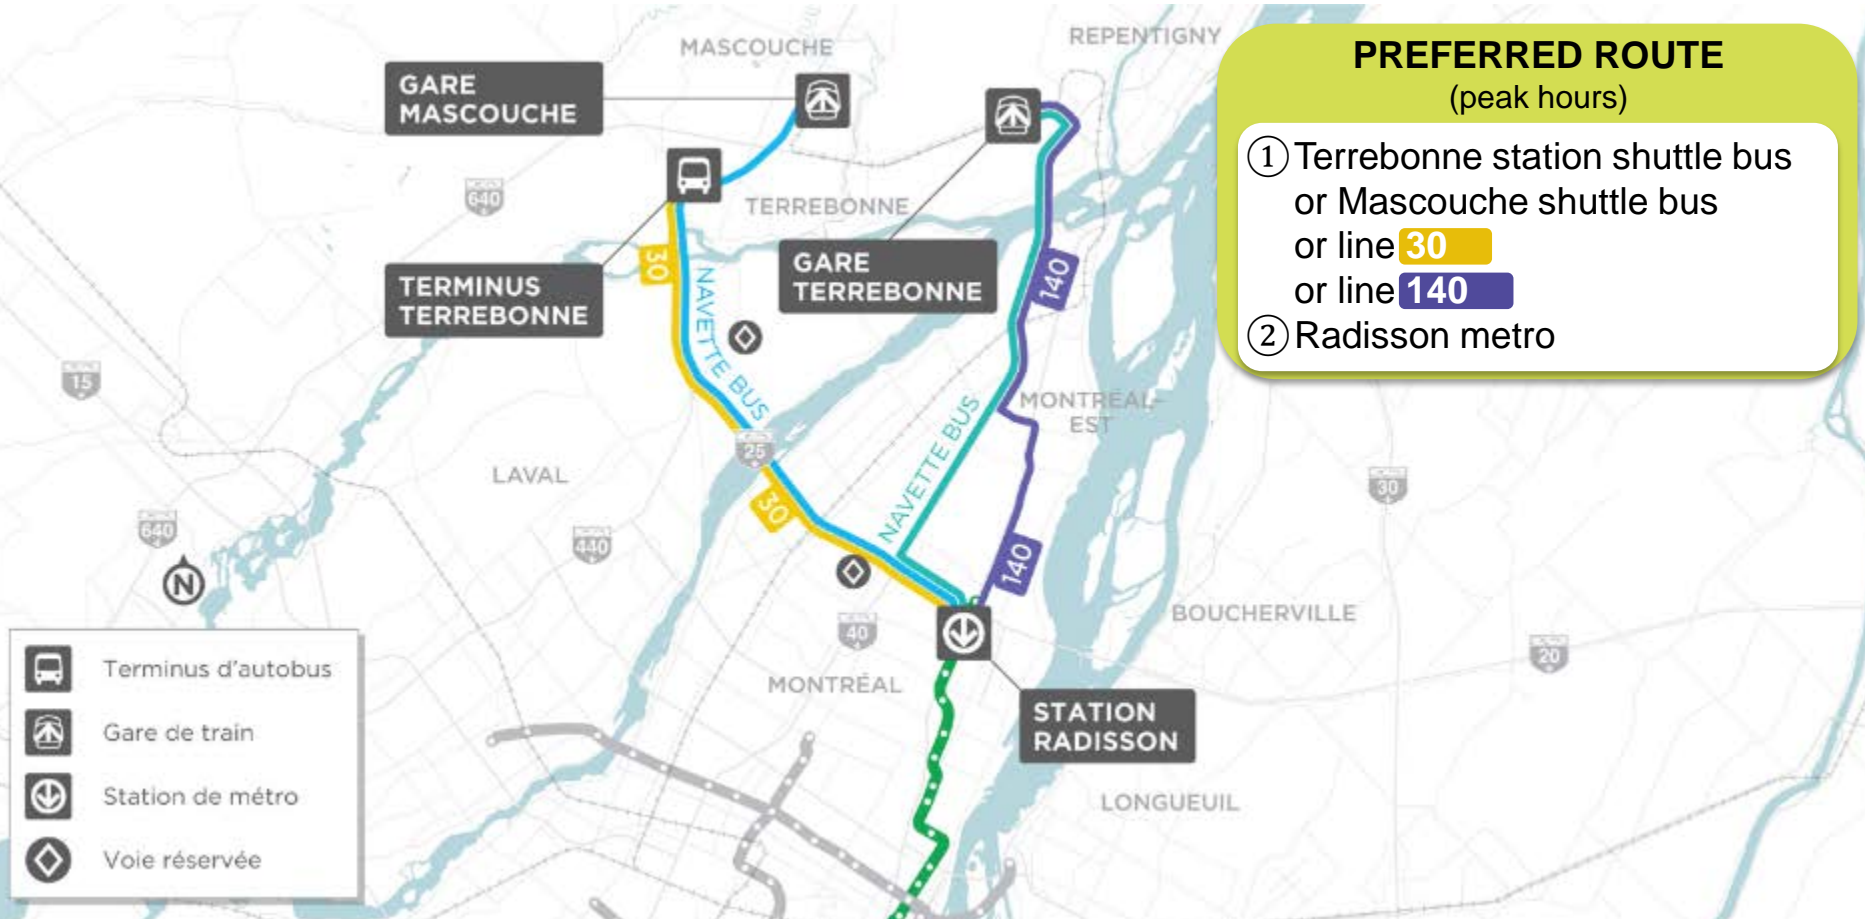 MASCOUCHE
REPENTIGNY
GARE
MASCOUCHE
PREFERRED ROUTE
(peak hours)
① Terrebonne station shuttle bus
or Mascouche shuttle bus
or line 30
or line 140
② Radisson metro
640
TERREBONNE
TERMINUS
TERREBONNE
GARE
TERREBONNE
30
NAVETTE BUS
140
15
MONTRÉAL-
EST
25
LAVAL
30
NAVETTE BUS
30
640
440
140
N
40
BOUCHERVILLE
20
MONTRÉAL
STATION
RADISSON
LONGUEUIL
Terminus d'autobus
Gare de train
Station de métro
Voie réservée